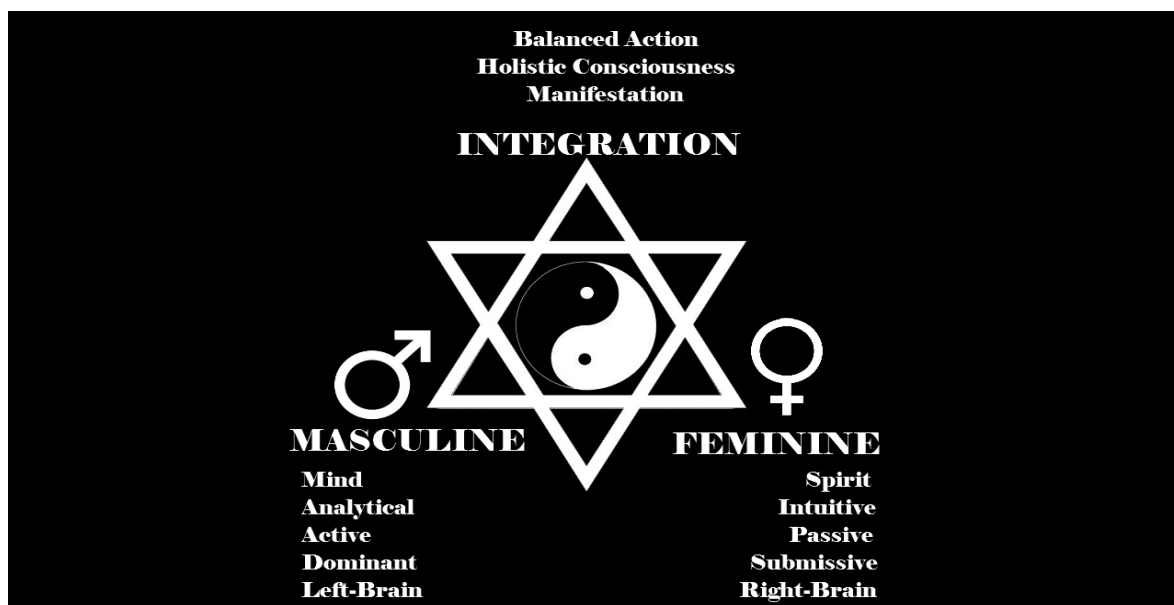 Balanced Action
Holistic Consciousness
Manifestation
INTEGRATION
MASCULINE
Mind
Analytical
Active
Dominant
Left-Brain
FEMININE
Spirit
Intuitive
Passive
Submissive
Right-Brain